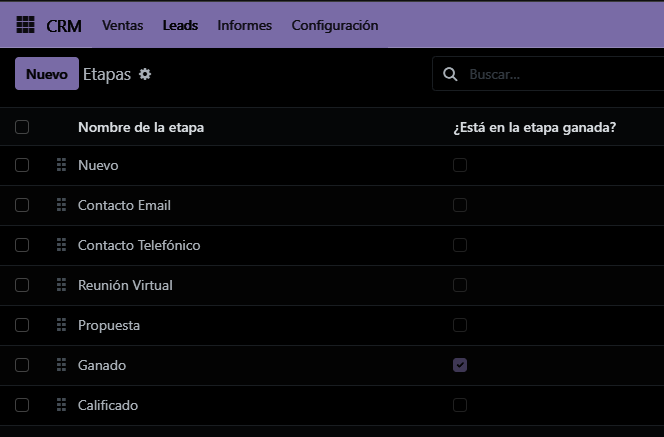 CRM Ventas Leads Informes Configuración
Nuevo Etapas Buscar...
Nombre de la etapa ¿Está en la etapa ganada?
Nuevo
Contacto Email
Contacto Telefónico
Reunión Virtual
Propuesta
Ganado
Calificado